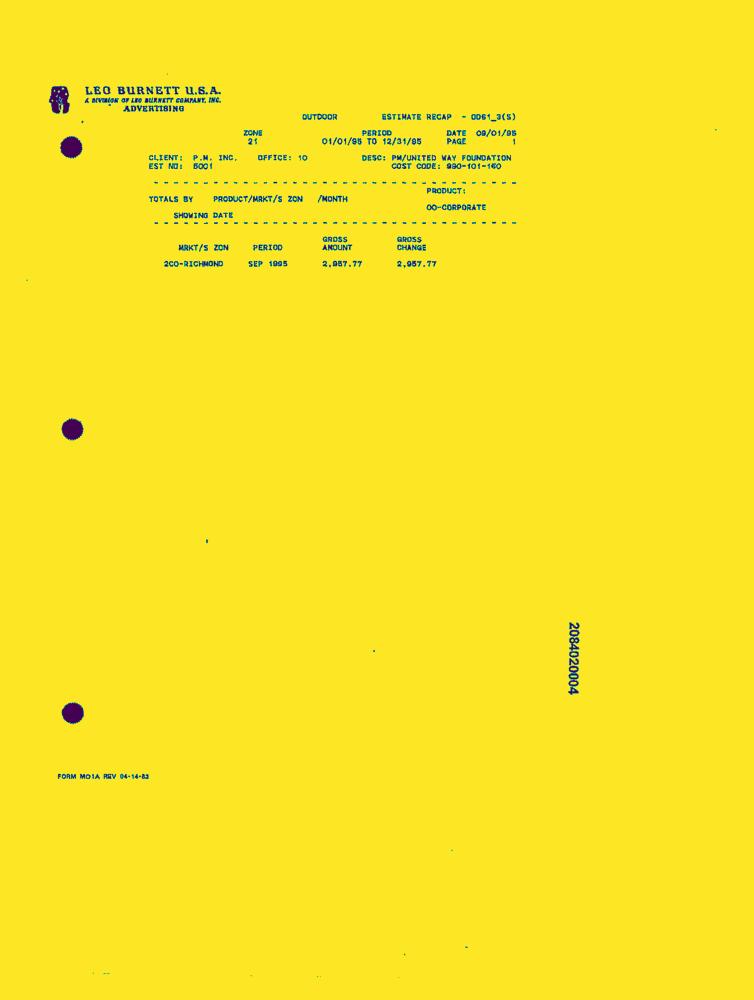 LEO BURNETT U.S.A.
A DIVISION OF LEO BURNETT COMPANY, INC.
ADVERTISING
OUTDOOR ESTIMATE RECAP - OD61_3(S)
ZONE PERIOD DATE 09/01/95
21 01/01/95 TO 12/31/95 PAGE 1
CLIENT: P.M. INC. OFFICE: 10 DESC: PM/UNITED WAY FOUNDATION
EST NO: 5001 COST CODE: 990-101-160
PRODUCT:
TOTALS BY PRODUCT/MRKT/S ZON /MONTH
OO-CORPORATE
SHOWING DATE
GROSS GROSS
MRKT/S ZON PERIOD AMOUNT CHANGE
2CO-RICHMOND SEP 1995 2,957.77 2,957.77
2084020004
FORM MO1A REV 04-14-83